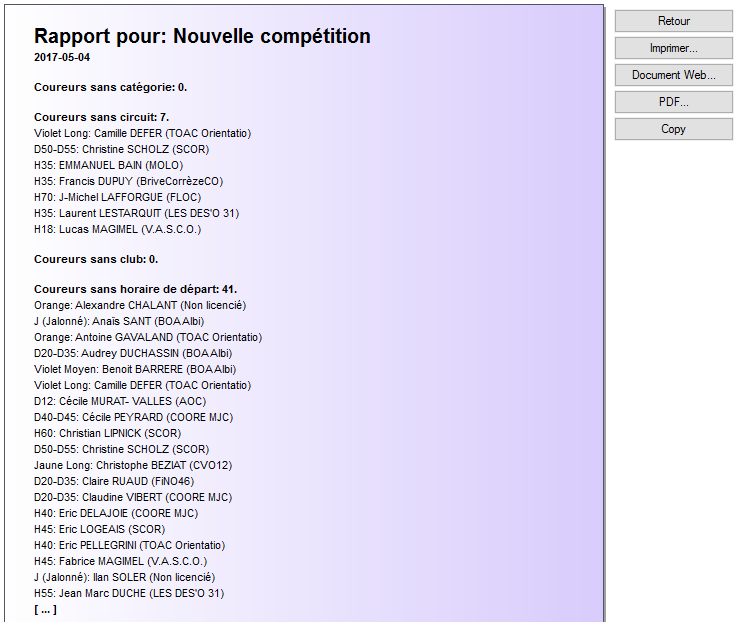 Rapport pour: Nouvelle compétition
2017-05-04
Coureurs sans catégorie: 0.
Coureurs sans circuit: 7.
Violet Long: Camille DEFER (TOAC Orientatio)
D50-D55: Christine SCHOLZ (SCOR)
H35: EMMANUEL BAIN (MOLO)
H35: Francis DUPUY (BriveCorrèzeCO)
H70: J-Michel LAFFORGUE (FLOC)
H35: Laurent LESTARQUIT (LES DES'O 31)
H18: Lucas MAGIMEL (V.A.S.C.O.)
Coureurs sans club: 0.
Coureurs sans horaire de départ: 41.
Orange: Alexandre CHALANT (Non licencié)
J (Jalonné): Anaïs SANT (BOAAlbi)
Orange: Antoine GAVALAND (TOAC Orientatio)
D20-D35: Audrey DUCHASSIN (BOAAlbi)
Violet Moyen: Benoit BARRERE (BOAAlbi)
Violet Long: Camille DEFER (TOAC Orientatio)
D12: Cécile MURAT- VALLES (AOC)
D40-D45: Cécile PEYRARD (COORE MJC)
H60: Christian LIPNICK (SCOR)
D50-D55: Christine SCHOLZ (SCOR)
Jaune Long: Christophe BEZIAT (CVO12)
D20-D35: Claire RUAUD (FiNO46)
D20-D35: Claudine VIBERT (COORE MJC)
H40: Eric DELAJOIE (COORE MJC)
H45: Eric LOGEAIS (SCOR)
H40: Eric PELLEGRINI (TOAC Orientatio)
H45: Fabrice MAGIMEL (V.A.S.C.O.)
J (Jalonné): Ilan SOLER (Non licencié)
H55: Jean Marc DUCHE (LES DES'O 31)
[ ... ]
Retour
Imprimer...
Document Web...
PDF...
Copy